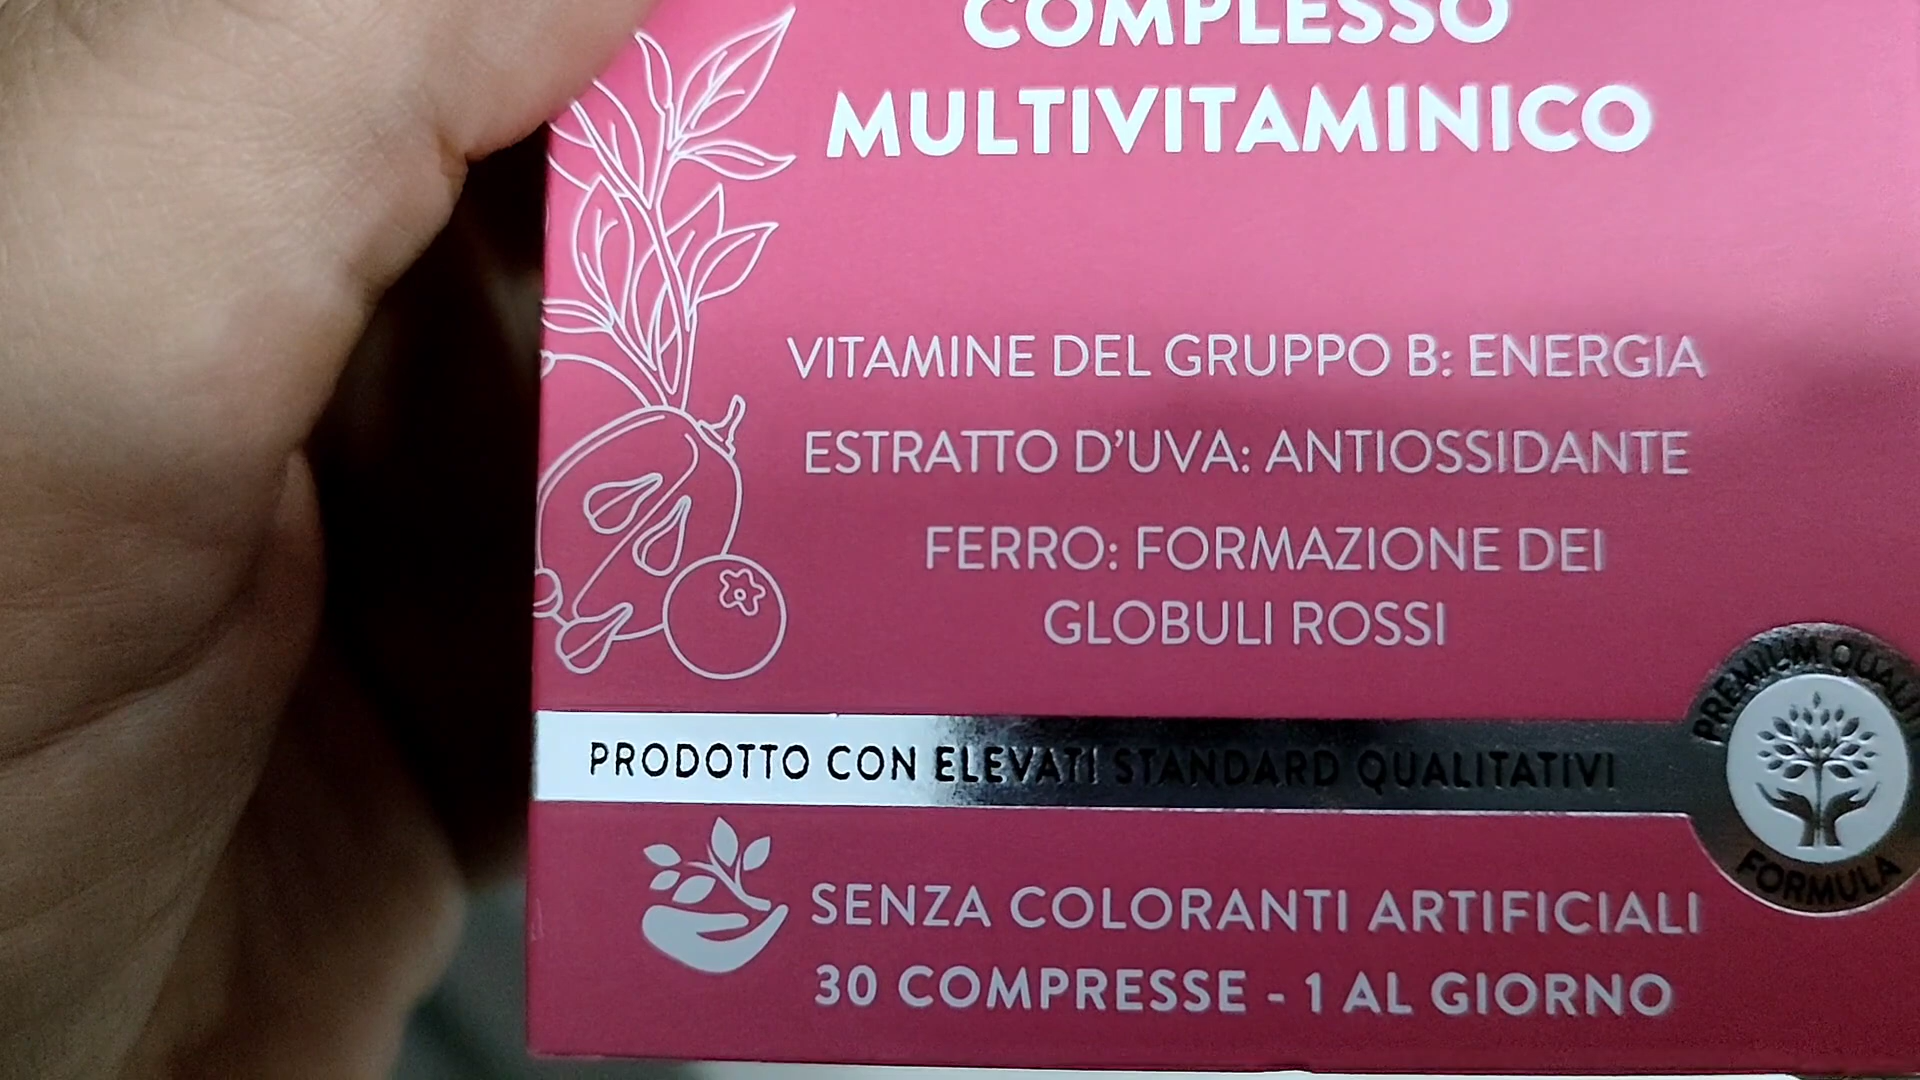 COMPLESSO
MULTIVITAMINICO
VITAMINE DEL GRUPPO B: ENERGIA
ESTRATTO D'UVA: ANTIOSSIDANTE
FERRO: FORMAZIONE DEI
GLOBULI ROSSI
PREMIUM
FORMULA
PRODOTTO CON ELEVATI STANDARD QUALITATIVI
SENZA COLORANTI ARTIFICIALI
30 COMPRESSE - 1 AL GIORNO